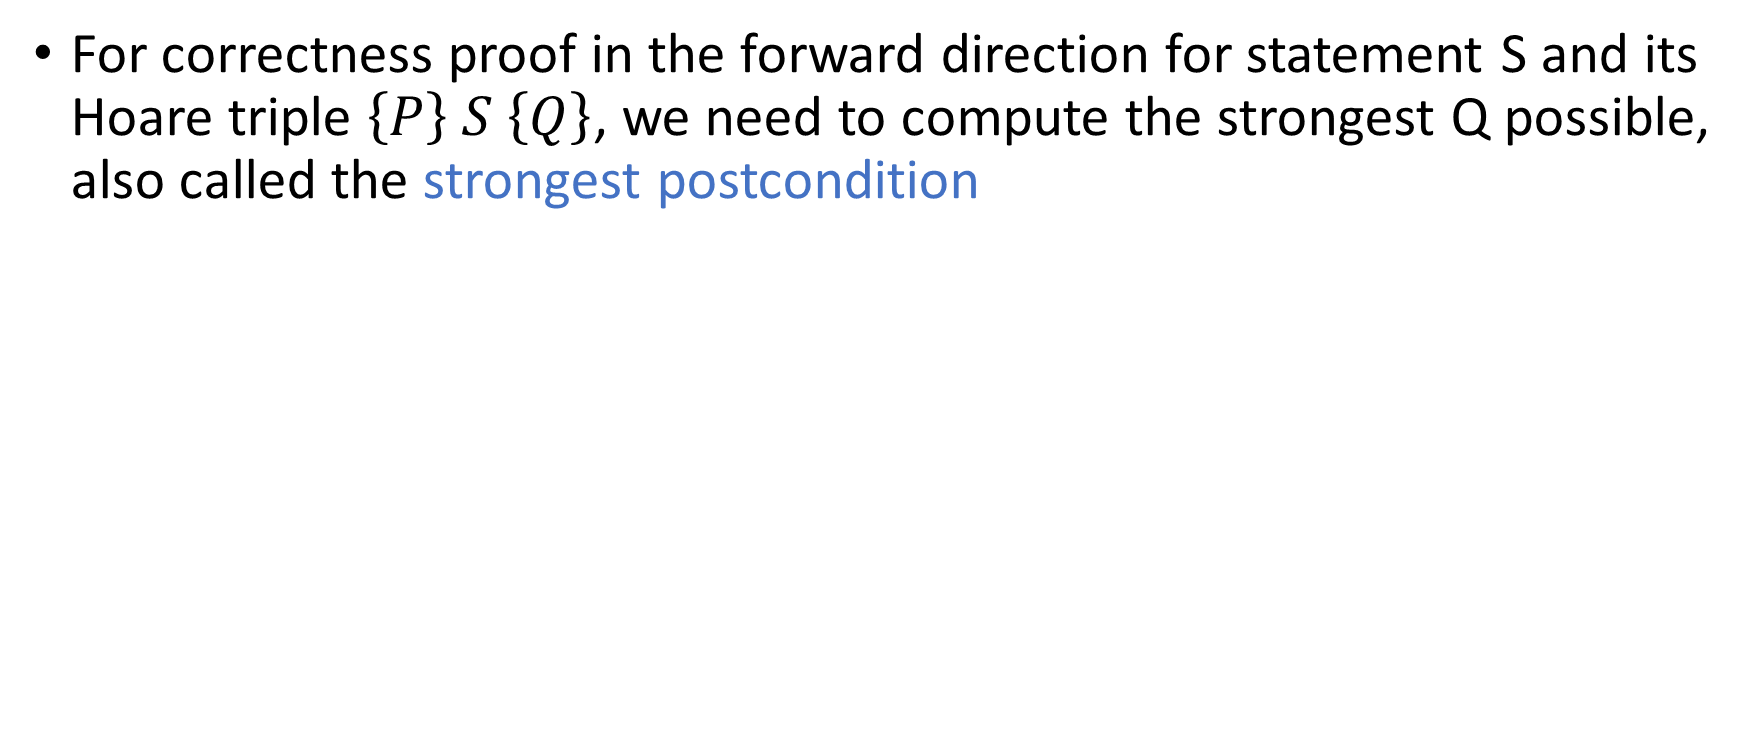 • For correctness proof in the forward direction for statement S and its
Hoare triple {P} S {Q}, we need to compute the strongest Q possible,
also called the strongest postcondition